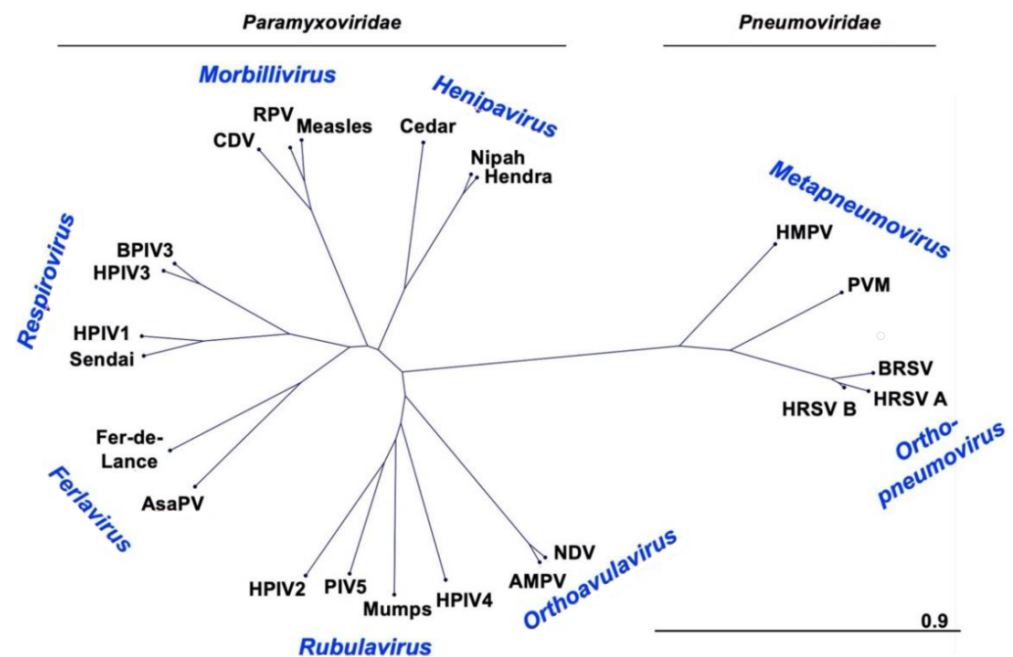 Paramyxoviridae
Pneumoviridae
Morbillivirus
Henipavirus
RPV
Measles
Cedar
CDV
Nipah
Hendra
Metapneumovirus
Respirovirus
HMPV
BPIV3
HPIV3
PVM
HPIV1
Sendai
BRSV
HRSV A
HRSV B
Fer-de-
Lance
Ortho-
pneumovirus
AsaPV
Ferlavirus
NDV
AMPV
HPIV2
PIV5
Mumps
HPIV4
Orthoavulavirus
Rubulavirus
0.9